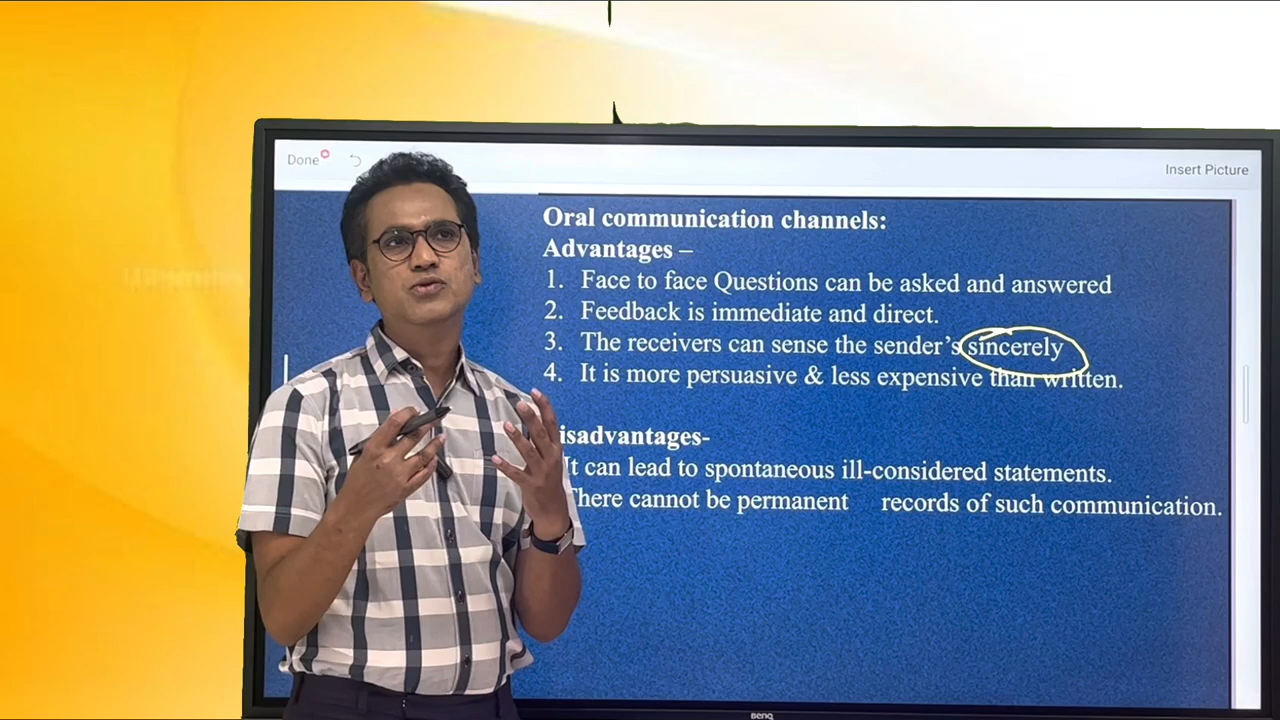 Done
Insert Picture
Oral communication channels:
Advantages –
1. Face to face Questions can be asked and answered
2. Feedback is immediate and direct.
3. The receivers can sense the sender's sincerely
4. It is more persuasive & less expensive than written.
isadvantages-
It can lead to spontaneous ill-considered statements.
There cannot be permanent records of such communication.
BenQ